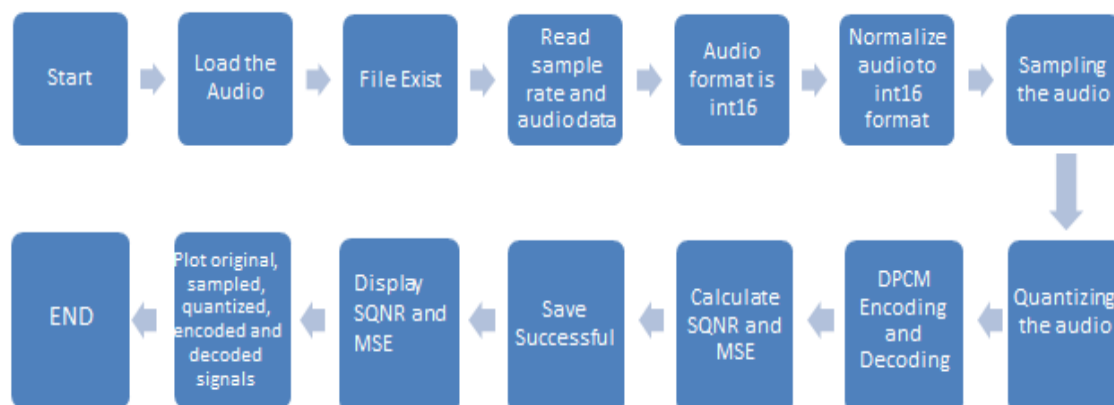 Start
Load the
Audio
File Exist
Read
sample
rate and
audio data
Audio
format is
int16
Normalize
audio to
int16
format
Sampling
the audio
Quantizing
the audio
DPCM
Encoding
and
Decoding
Calculate
SQNR and
MSE
Save
Successful
Display
SQNR and
MSE
Plot original,
sampled,
quantized,
encoded and
decoded
signals
END